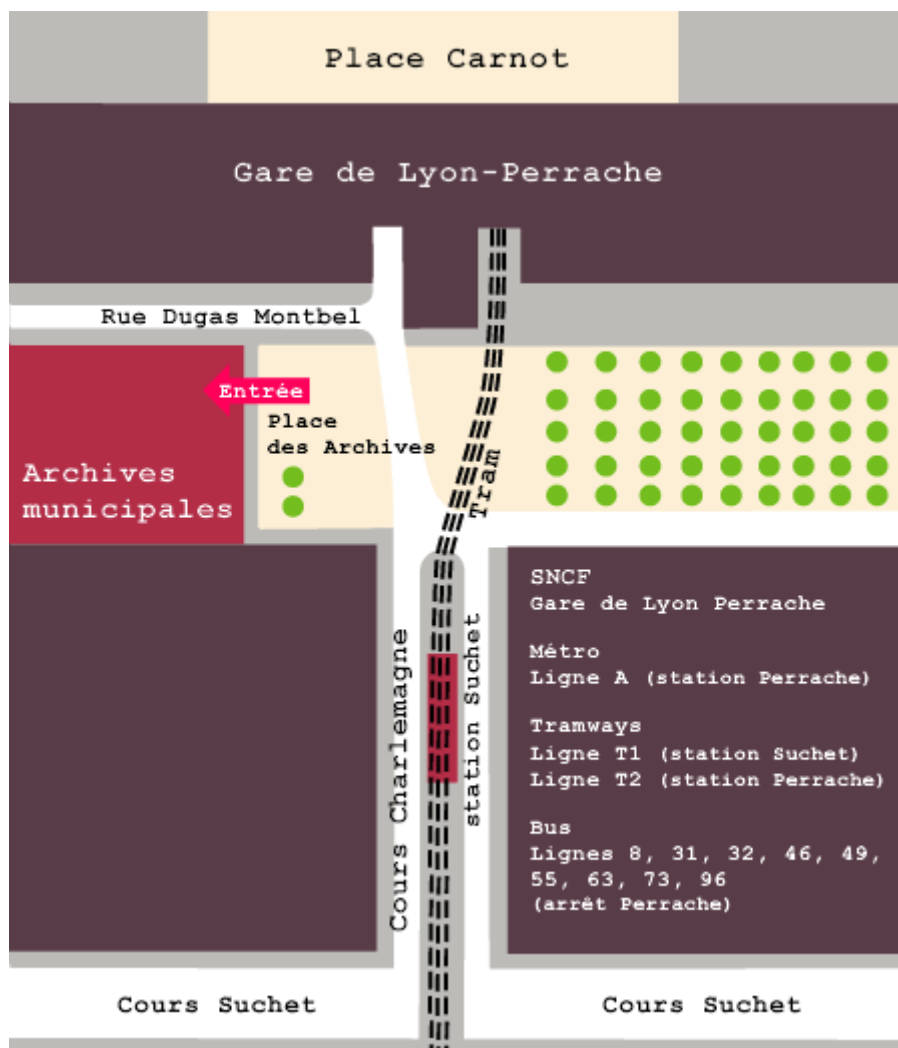 Place Carnot
Gare de Lyon-Perrache
Rue Dugas Montbel
Entrée
Place
des Archives
Archives
municipales
Tram
Cours Charlemagne
station Suchet
SNCF
Gare de Lyon Perrache
Métro
Ligne A (station Perrache)
Tramways
Ligne T1 (station Suchet)
Ligne T2 (station Perrache)
Bus
Lignes 8, 31, 32, 46, 49,
55, 63, 73, 96
(arrêt Perrache)
Cours Suchet
Cours Suchet